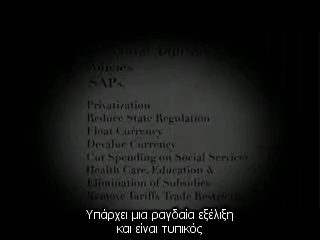 Policies
SAPs
Privatization
Reduce State Regulation
Float Currency
Devalue Currency
Cut Spending on Social Services
Health Care, Education &
Elimination of Subsidies
Remove Tariffs Trade
Υπάρχει μια ραγδαία εξέλιξη
και είναι τυπικός